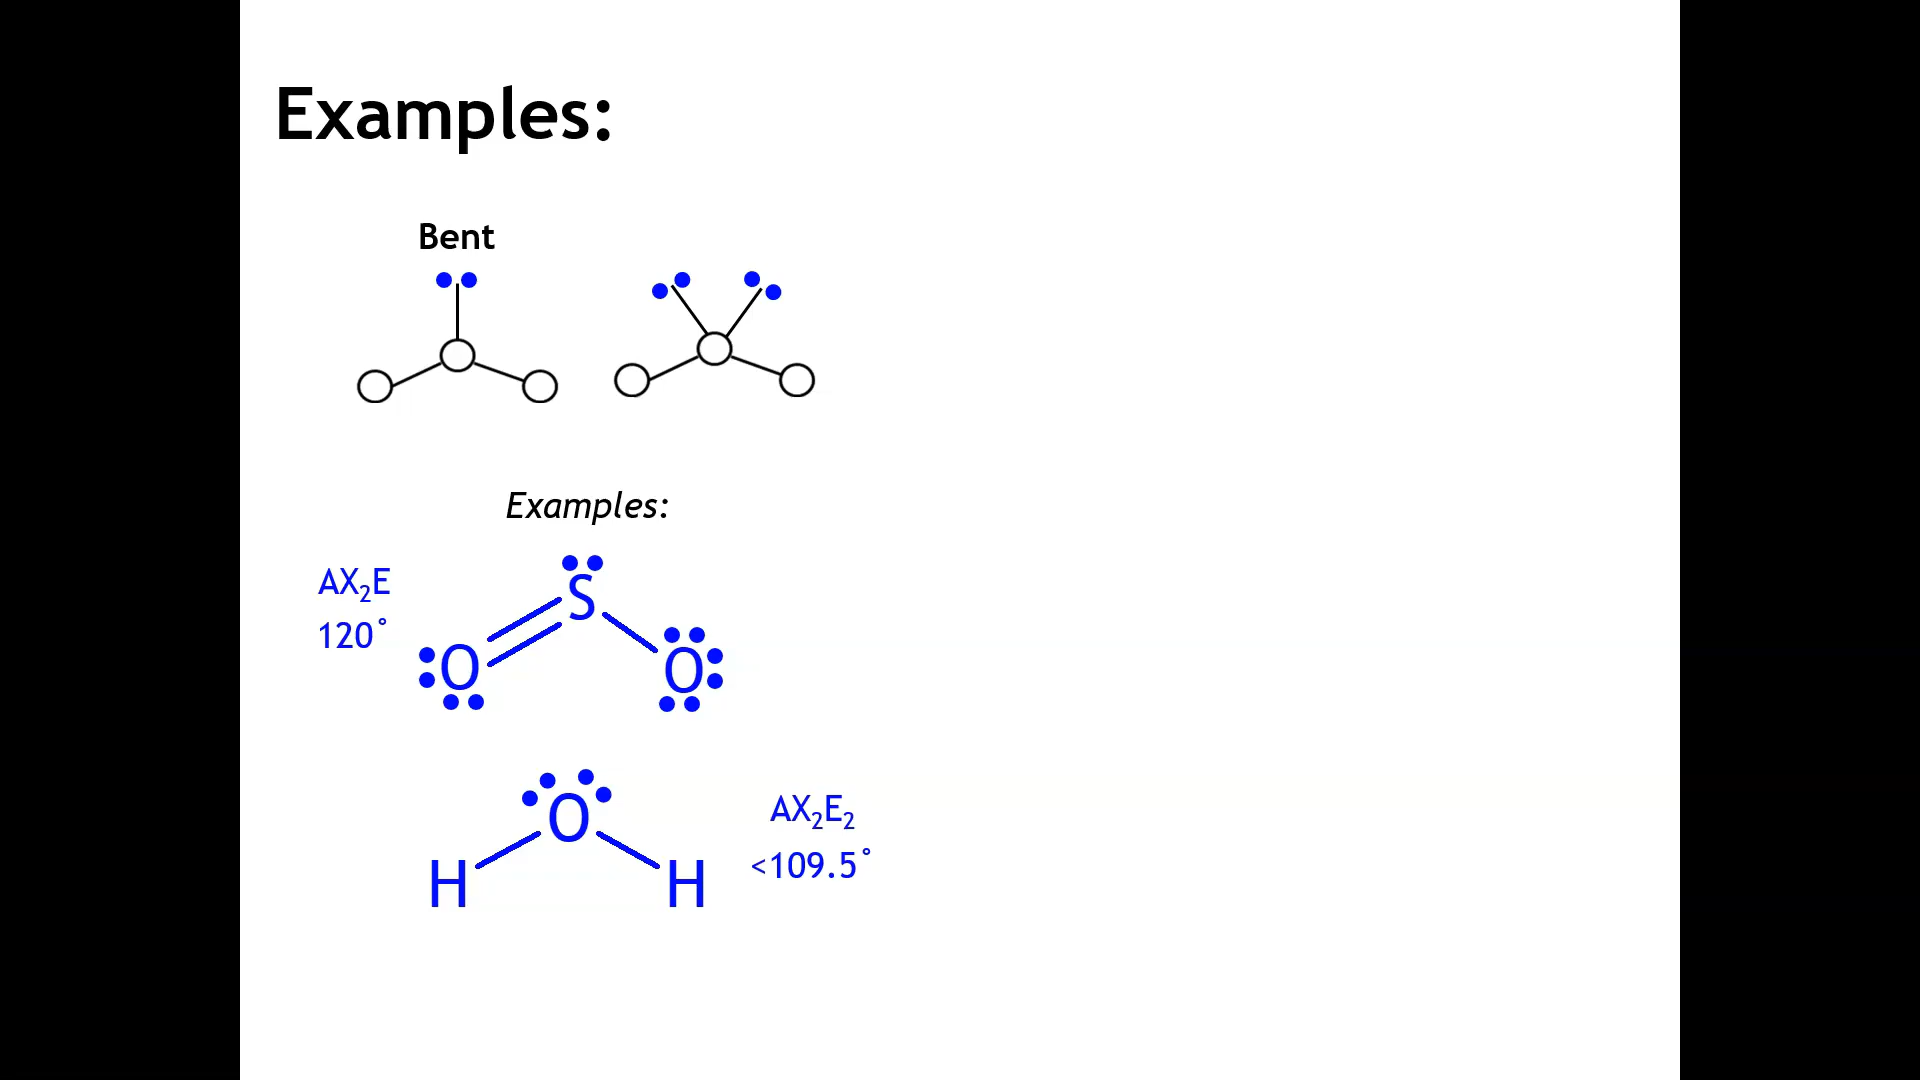 Examples:
Bent
Examples:
AX₂E
120˚
S
O
O
O
H
H
AX₂E₂
<109.5˚